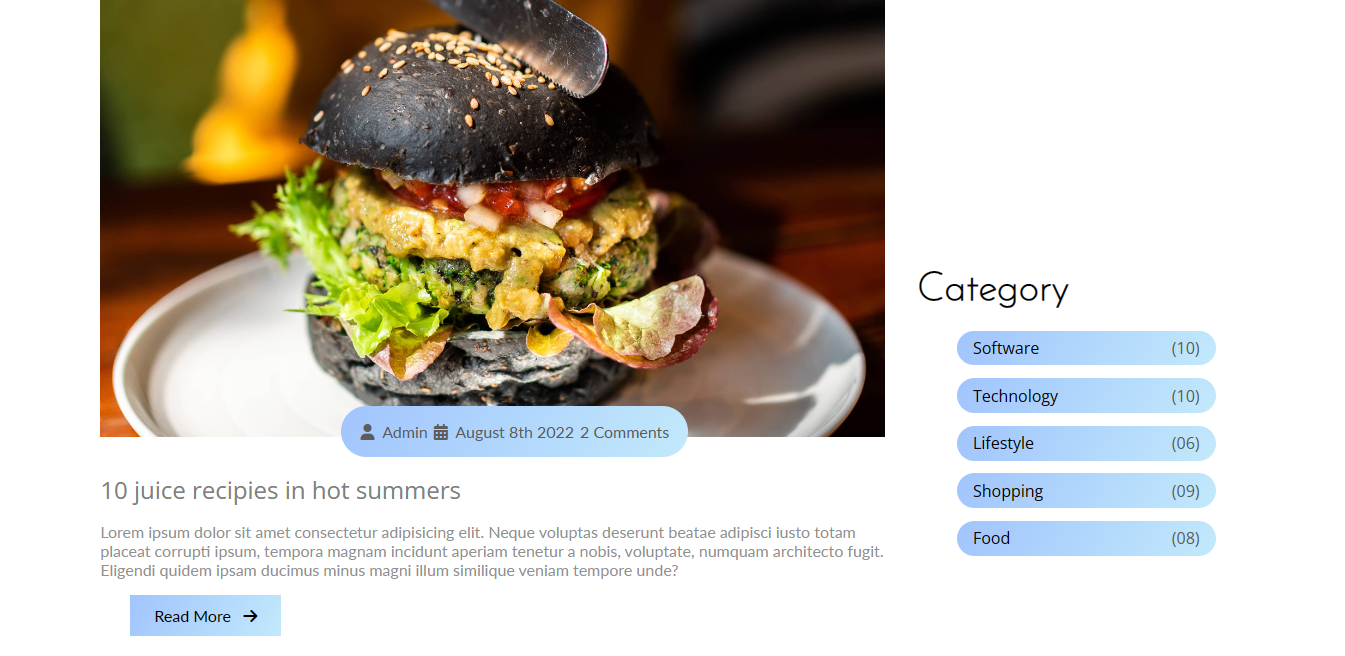 Admin August 8th 2022 2 Comments
10 juice recipies in hot summers
Lorem ipsum dolor sit amet consectetur adipisicing elit. Neque voluptas deserunt beatae adipisci iusto totam
placeat corrupti ipsum, tempora magnam incidunt aperiam tenetur a nobis, voluptate, numquam architecto fugit.
Eligendi quidem ipsam ducimus minus magni illum similique veniam tempore unde?
Read More
Category
Software (10)
Technology (10)
Lifestyle (06)
Shopping (09)
Food (08)